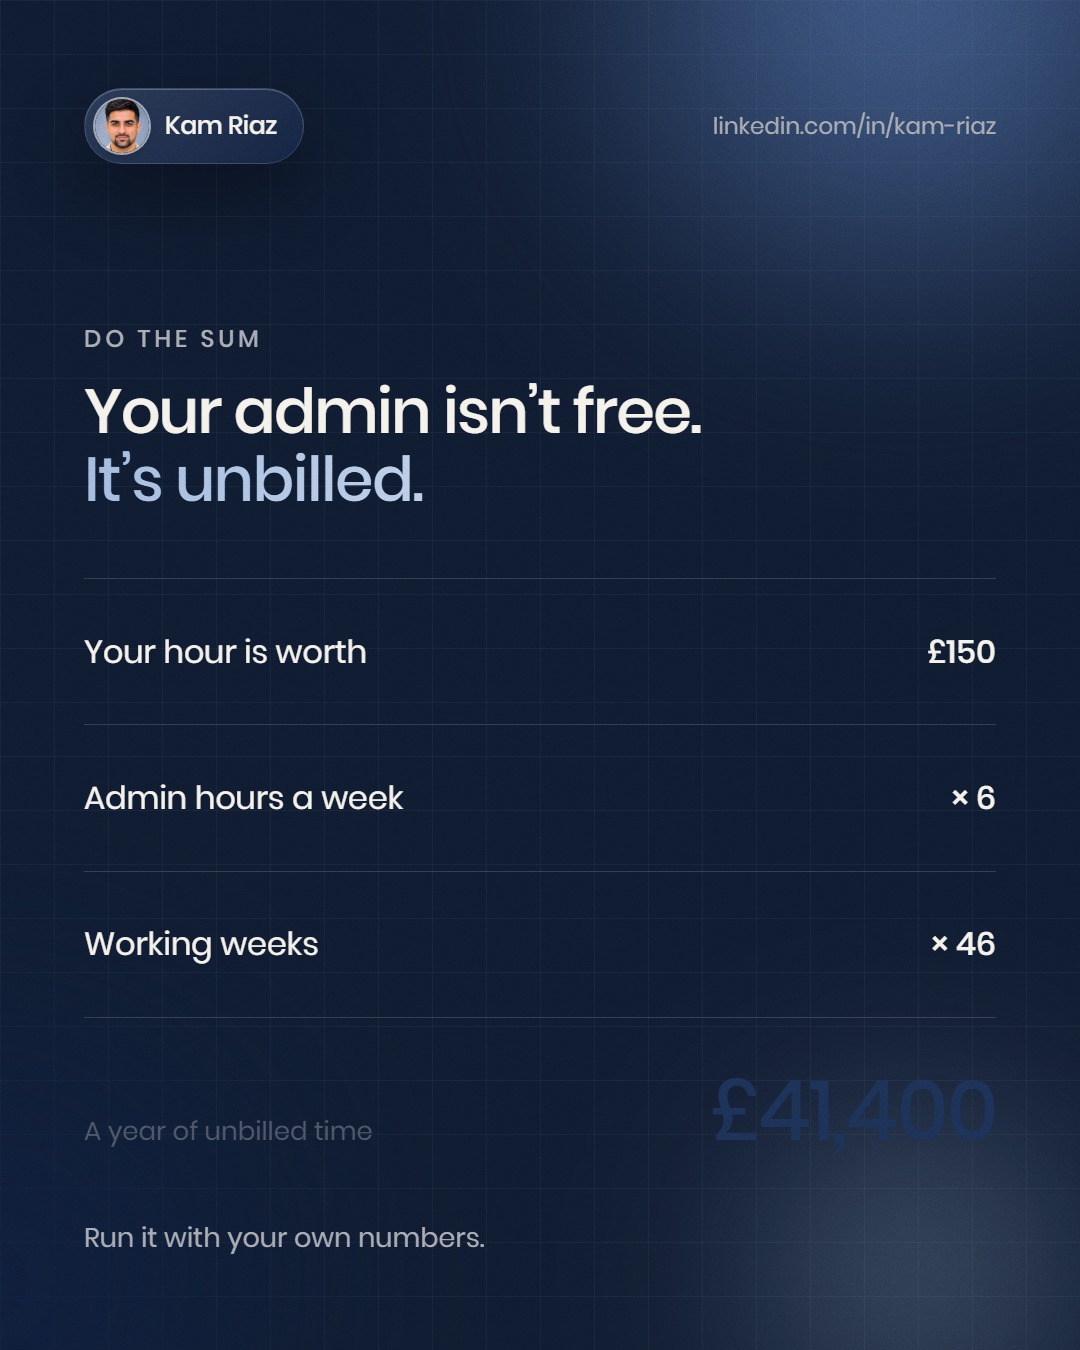 Kam Riaz
linkedin.com/in/kam-riaz
DO THE SUM
Your admin isn’t free.
It’s unbilled.
Your hour is worth £150
Admin hours a week × 6
Working weeks × 46
A year of unbilled time £41,400
Run it with your own numbers.